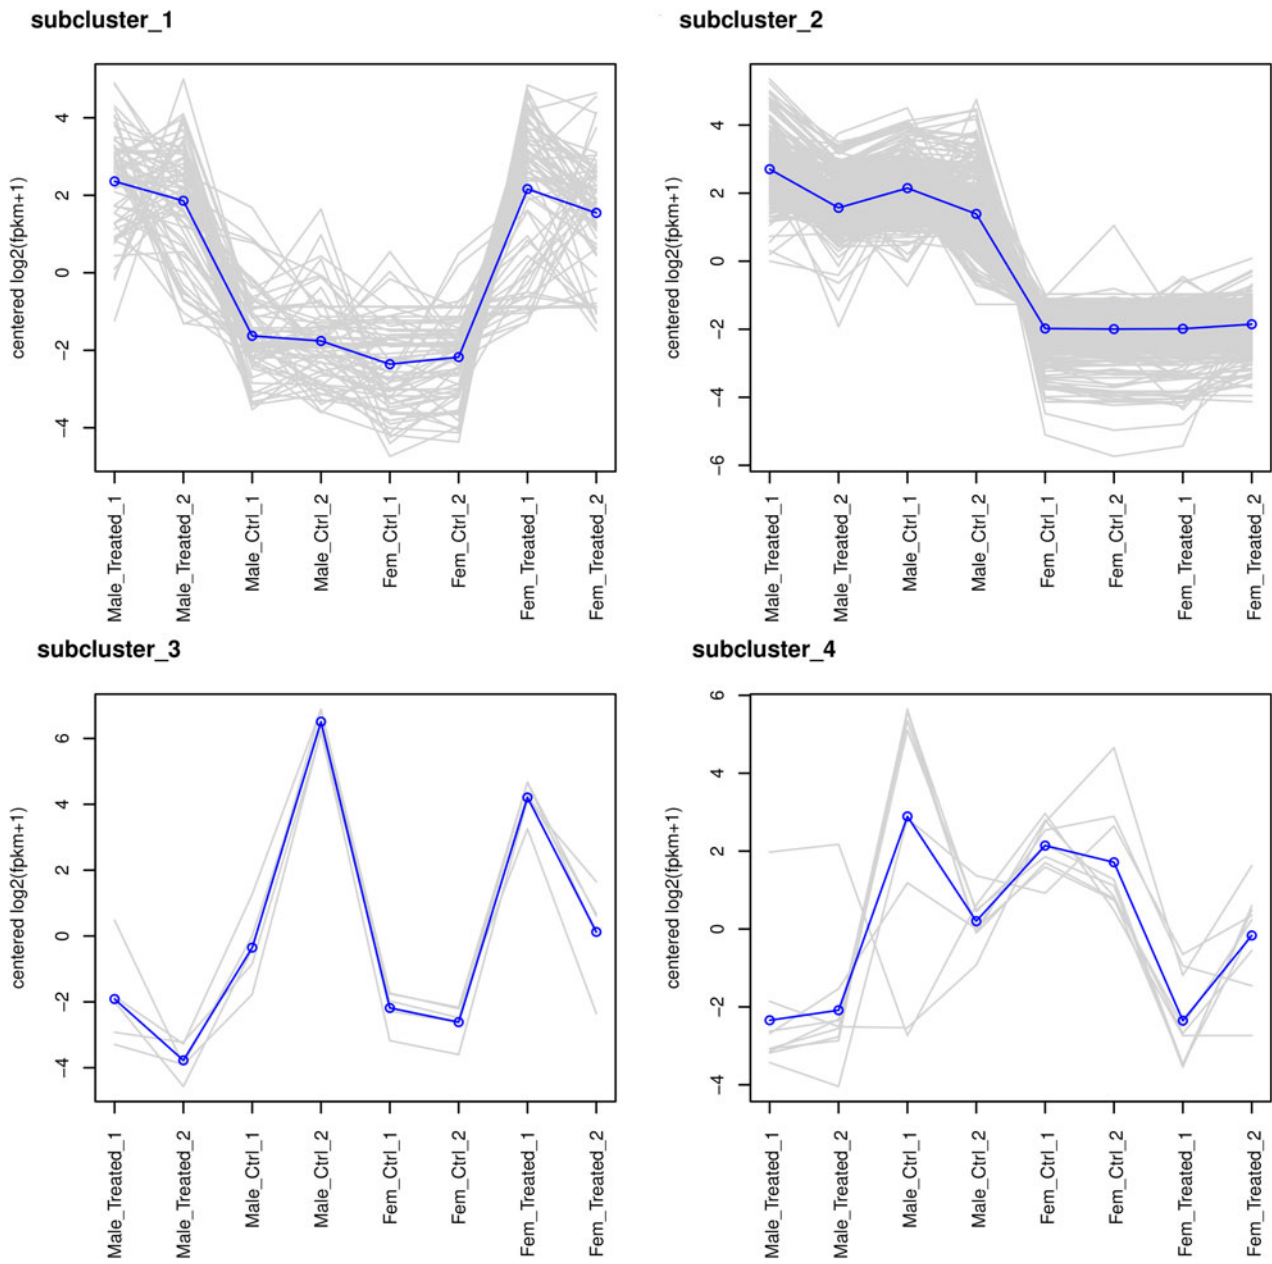 subcluster_1
centered log2(fpkm+1)
4
2
0
−2
−4
Male_Treated_1
Male_Treated_2
Male_Ctrl_1
Male_Ctrl_2
Fem_Ctrl_1
Fem_Ctrl_2
Fem_Treated_1
Fem_Treated_2
subcluster_2
centered log2(fpkm+1)
4
2
0
−2
−4
−6
Male_Treated_1
Male_Treated_2
Male_Ctrl_1
Male_Ctrl_2
Fem_Ctrl_1
Fem_Ctrl_2
Fem_Treated_1
Fem_Treated_2
subcluster_3
centered log2(fpkm+1)
6
4
2
0
−2
−4
Male_Treated_1
Male_Treated_2
Male_Ctrl_1
Male_Ctrl_2
Fem_Ctrl_1
Fem_Ctrl_2
Fem_Treated_1
Fem_Treated_2
subcluster_4
centered log2(fpkm+1)
6
4
2
0
−2
−4
Male_Treated_1
Male_Treated_2
Male_Ctrl_1
Male_Ctrl_2
Fem_Ctrl_1
Fem_Ctrl_2
Fem_Treated_1
Fem_Treated_2